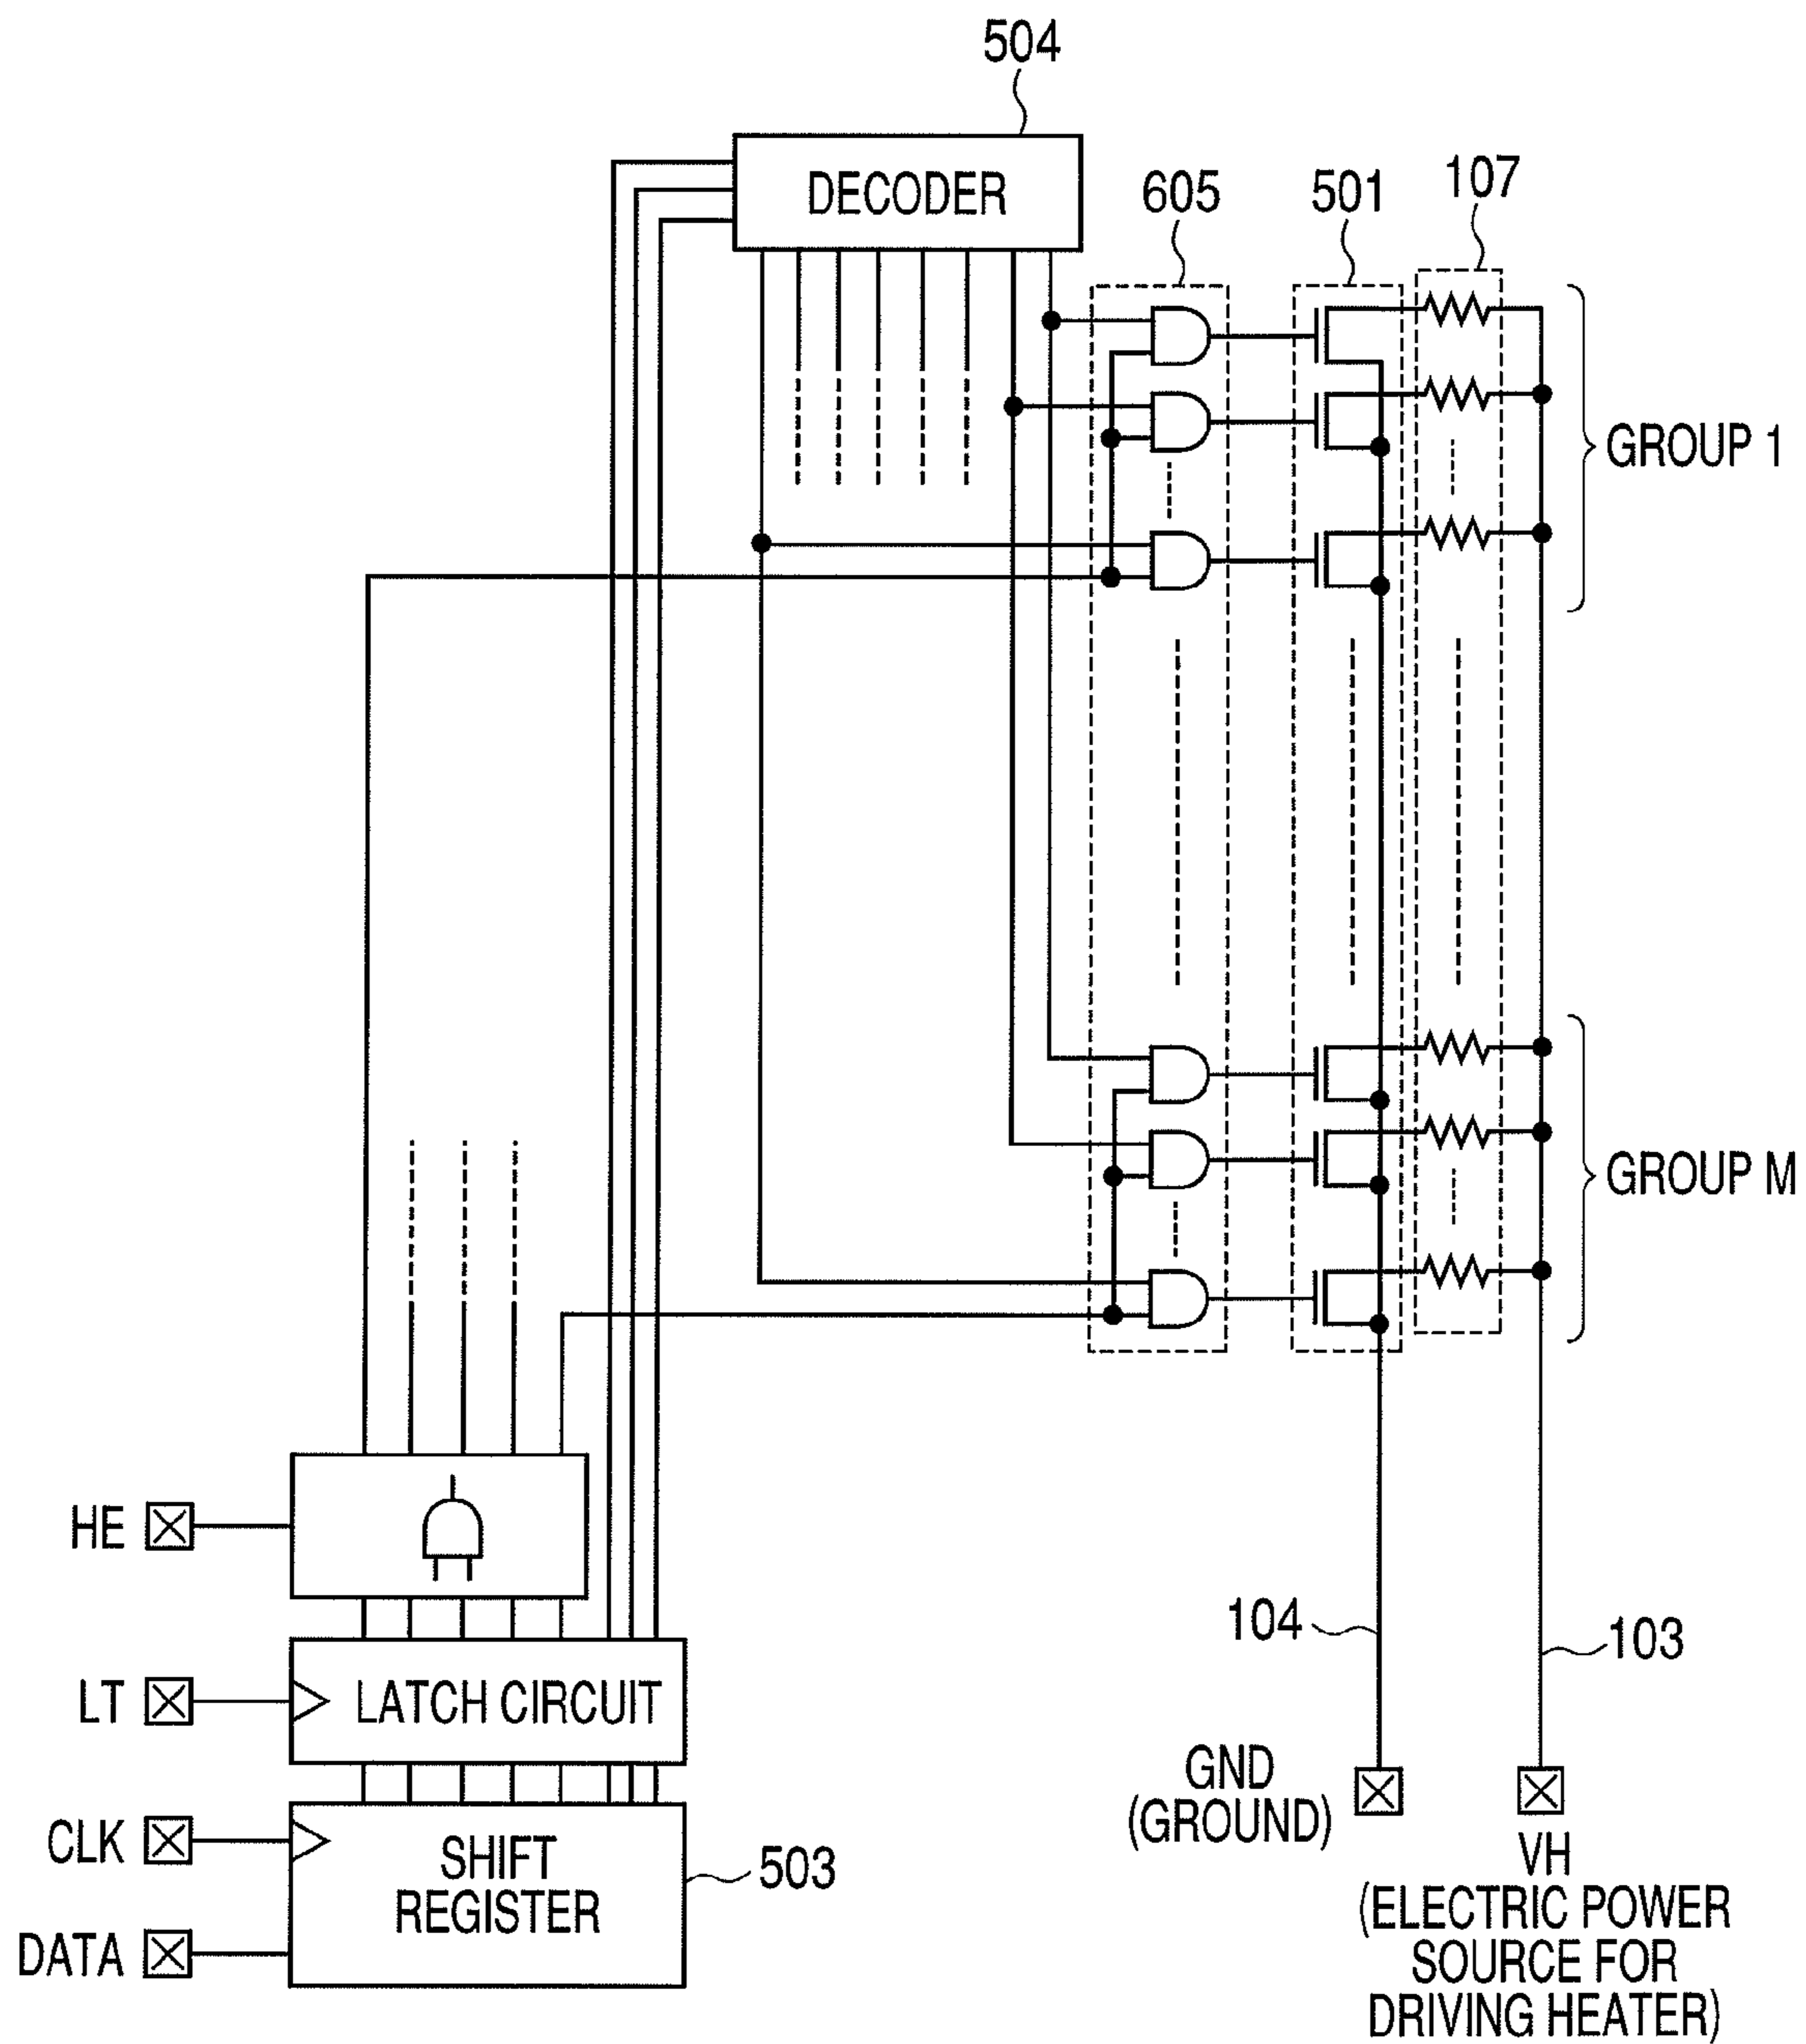 504
DECODER
605
501
107
GROUP 1
GROUP M
HE
LT
LATCH CIRCUIT
CLK
SHIFT
REGISTER
503
DATA
104
103
GND
(GROUND)
VH
(ELECTRIC POWER
SOURCE FOR
DRIVING HEATER)